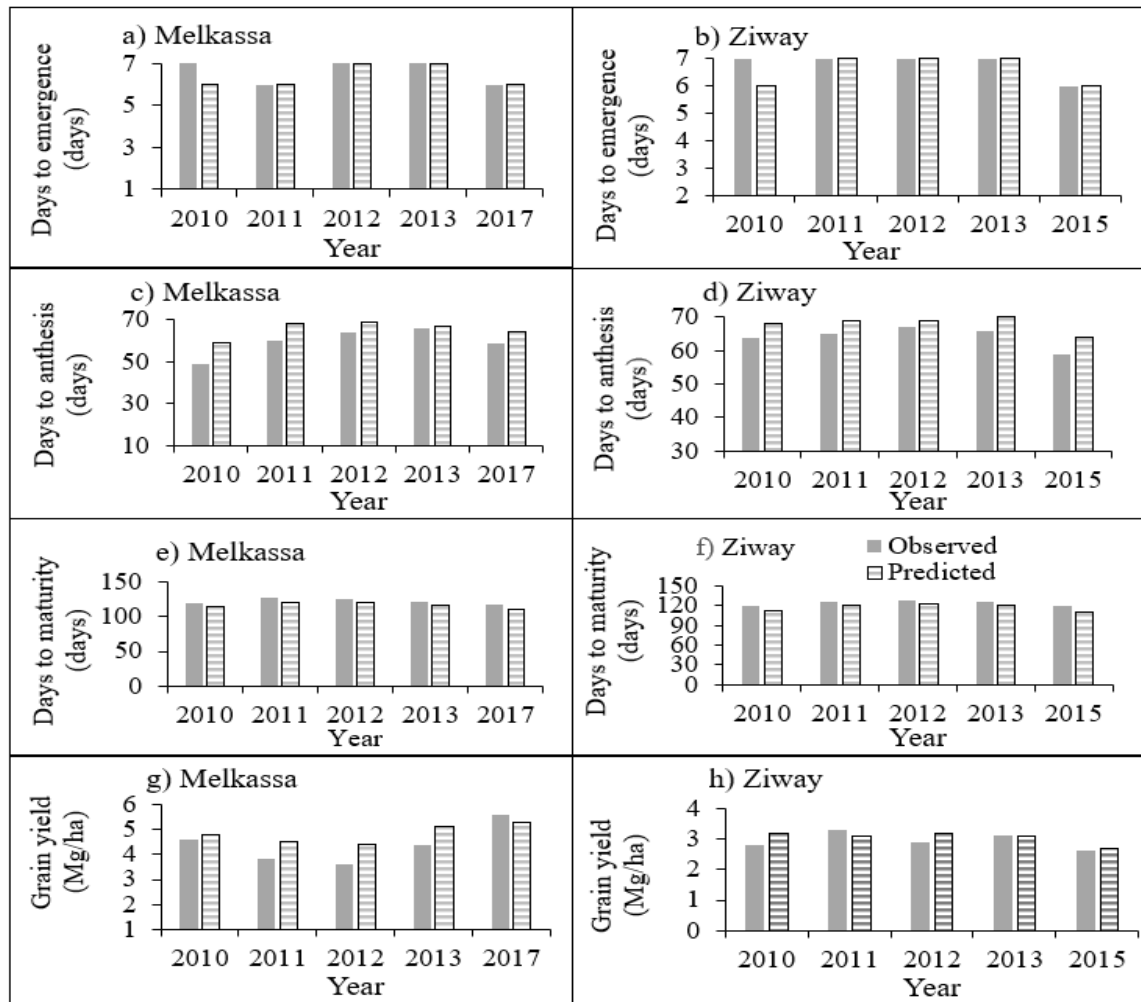 a) Melkassa
Days to emergence
(days)
7
5
3
1
2010 2011 2012 2013 2017
Year
b) Ziway
Days to emergence
(days)
7
6
5
4
3
2
2010 2011 2012 2013 2015
Year
c) Melkassa
Days to anthesis
(days)
70
50
30
10
2010 2011 2012 2013 2017
Year
d) Ziway
Days to anthesis
(days)
70
60
50
40
30
2010 2011 2012 2013 2015
Year
e) Melkassa
Days to maturity
(days)
150
100
50
0
2010 2011 2012 2013 2017
Year
f) Ziway
Observed
Predicted
Days to maturity
(days)
150
120
90
60
30
0
2010 2011 2012 2013 2015
Year
g) Melkassa
Grain yield
(Mg/ha)
6
5
4
3
2
1
2010 2011 2012 2013 2017
Year
h) Ziway
Grain yield
(Mg/ha)
4
3
2
1
0
2010 2011 2012 2013 2015
Year